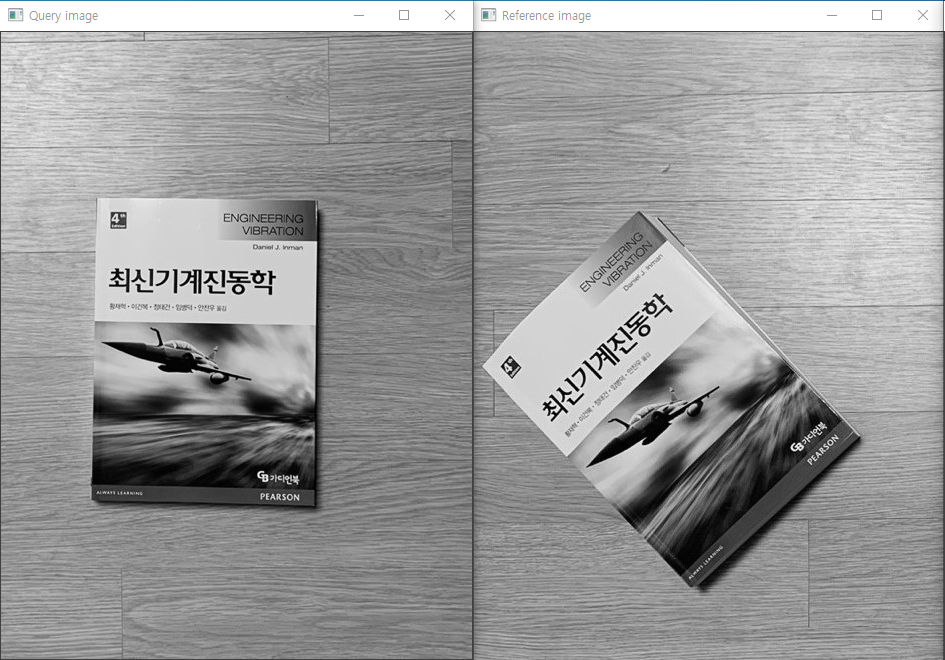 Query image
4th
Edition
ENGINEERING
VIBRATION
Daniel J. Inman
최신기계진동학
황재혁 • 이건복 • 정태건 • 임병덕 • 안찬우 옮김
GB 가디언북
ALWAYS LEARNING
PEARSON
Reference image
ENGINEERING
VIBRATION
Daniel J. Inman
4th
Edition
최신기계진동학
황재혁 • 이건복 • 정태건 • 임병덕 • 안찬우 옮김
GB 가디언북
PEARSON
ALWAYS LEARNING